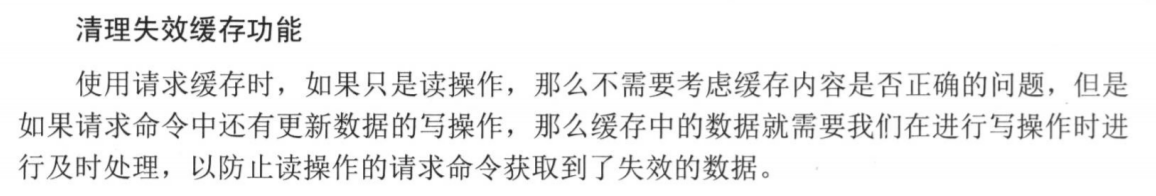 清理失效缓存功能
使用请求缓存时，如果只是读操作，那么不需要考虑缓存内容是否正确的问题，但是
如果请求命令中还有更新数据的写操作，那么缓存中的数据就需要我们在进行写操作时进
行及时处理，以防止读操作的请求命令获取到了失效的数据。